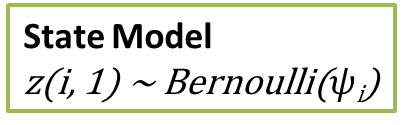 State Model
z(i, 1) ~ Bernoulli(ψᵢ)